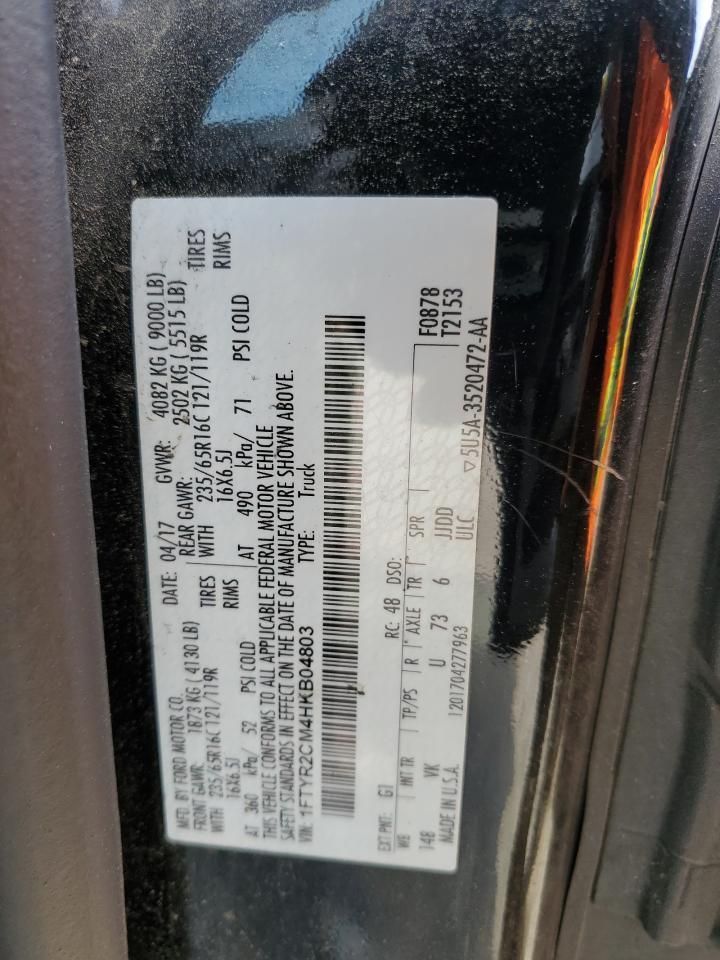 MFD. BY FORD MOTOR CO. DATE: 04/17 GVWR: 4082 KG ( 9000 LB)
FRONT GAWR: 1873 KG ( 4130 LB) REAR GAWR: 2502 KG ( 5515 LB)
WITH 235/65R16C 121/119R TIRES WITH 235/65R16C 121/119R TIRES
16X6.5J RIMS 16X6.5J RIMS
AT 360 kPa/ 52 PSI COLD AT 490 kPa/ 71 PSI COLD
THIS VEHICLE CONFORMS TO ALL APPLICABLE FEDERAL MOTOR VEHICLE
SAFETY STANDARDS IN EFFECT ON THE DATE OF MANUFACTURE SHOWN ABOVE.
VIN: 1FTYR2CM4HKB04803 TYPE: Truck
EXT PNT: G1 RC: 48 DSO: F0878
WB INT TR TP/PS R AXLE TR SPR T2153
148 VK U 73 6 JJDD
MADE IN U.S.A. 1201704277963 ULC ▽5U5A-3520472-AA